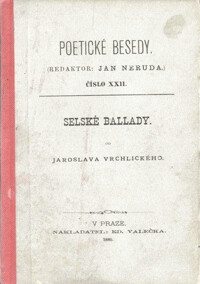 POETICKÉ BESEDY.
(REDAKTOR: JAN NERUDA.)
ČÍSLO XXII.
SELSKÉ BALLADY.
OD
JAROSLAVA VRCHLICKÉHO.
V PRAZE.
NAKLADATEL: ED. VALEČKA.